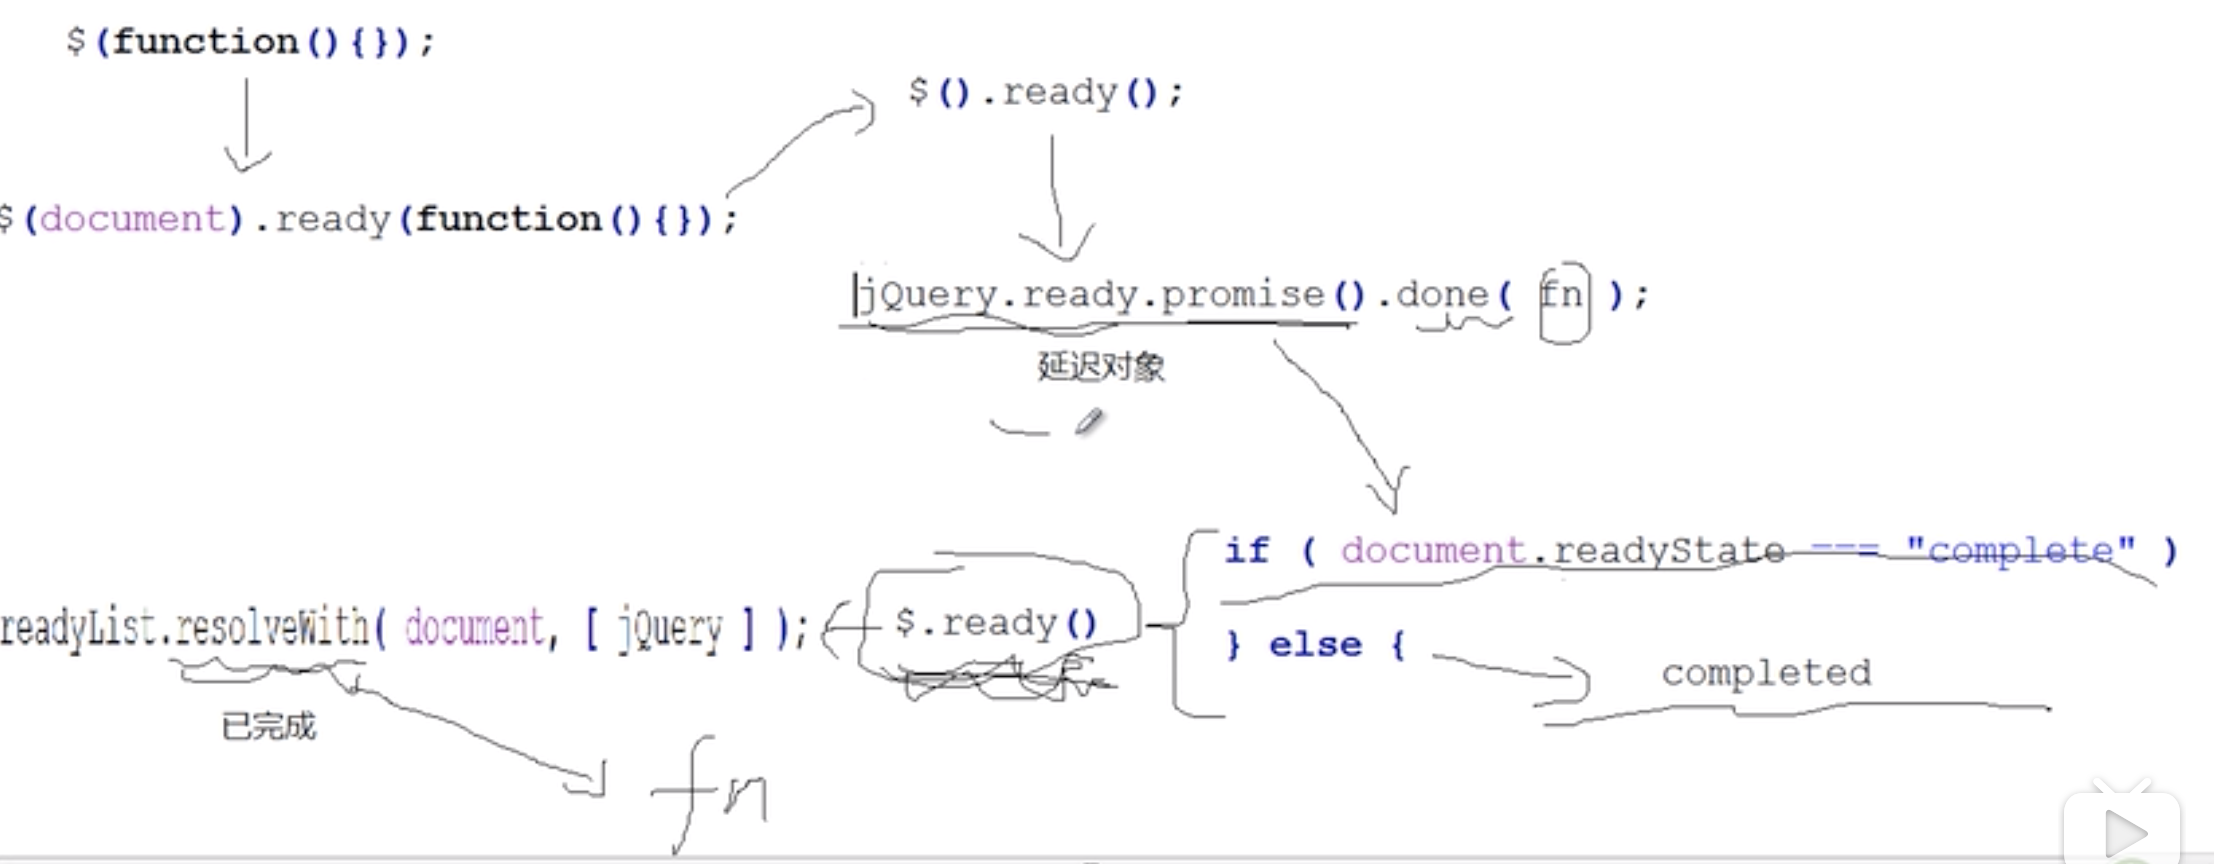 $(function(){});
$().ready();
$(document).ready(function(){});
jQuery.ready.promise().done( fn );
延迟对象
if ( document.readyState === "complete" )
readyList.resolveWith( document, [ jQuery ] );
$.ready()
} else {
completed
已完成
fn